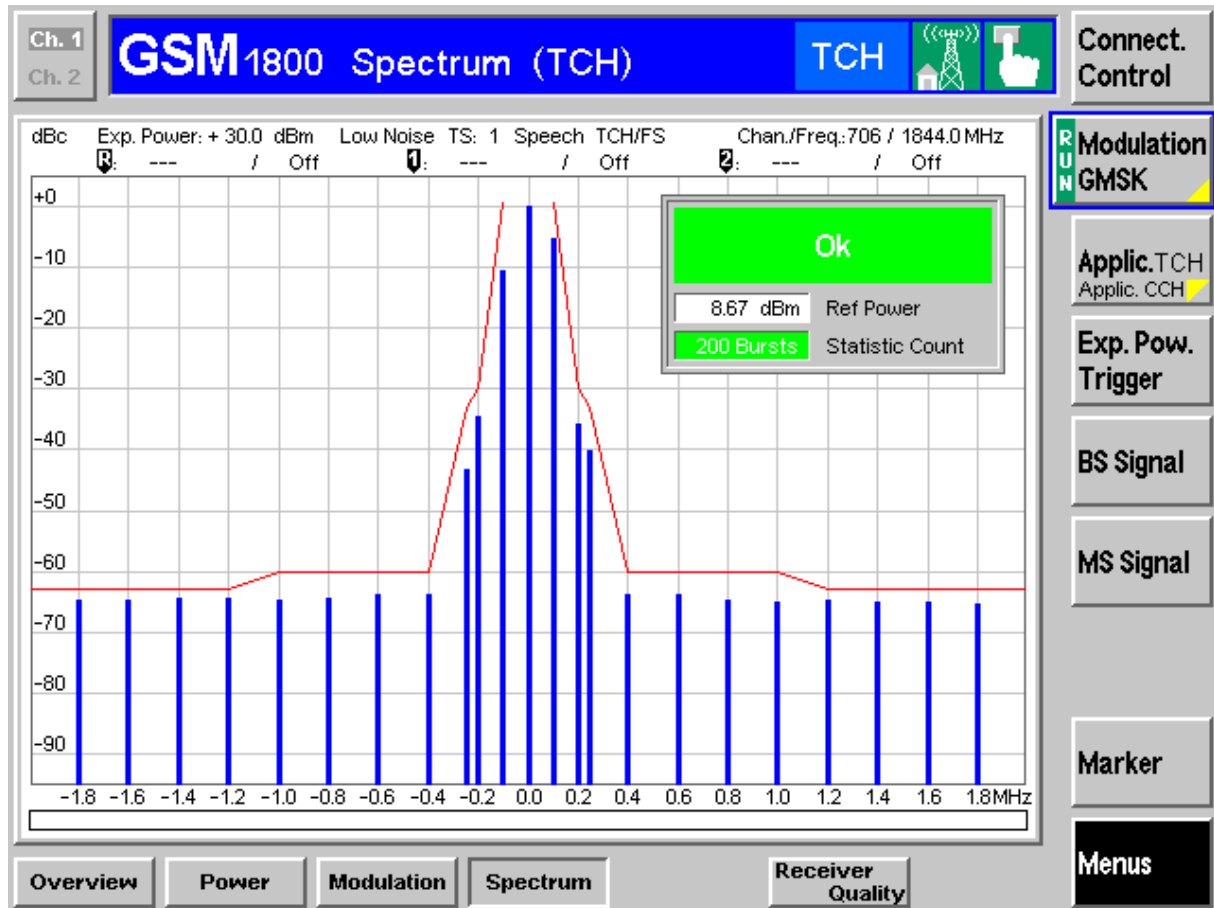 Ch. 1
Ch. 2
GSM 1800 Spectrum (TCH)
TCH
Connect.
Control
dBc Exp. Power: + 30.0 dBm Low Noise TS: 1 Speech TCH/FS Chan./Freq.:706 / 1844.0 MHz
R: --- / Off 1: --- / Off 2: --- / Off
RUN
Modulation
GMSK
+0
-10
-20
-30
-40
-50
-60
-70
-80
-90
Ok
8.67 dBm Ref Power
200 Bursts Statistic Count
-1.8 -1.6 -1.4 -1.2 -1.0 -0.8 -0.6 -0.4 -0.2 0.0 0.2 0.4 0.6 0.8 1.0 1.2 1.4 1.6 1.8MHz
Applic.TCH
Applic. CCH
Exp. Pow.
Trigger
BS Signal
MS Signal
Marker
Menus
Overview
Power
Modulation
Spectrum
Receiver
Quality